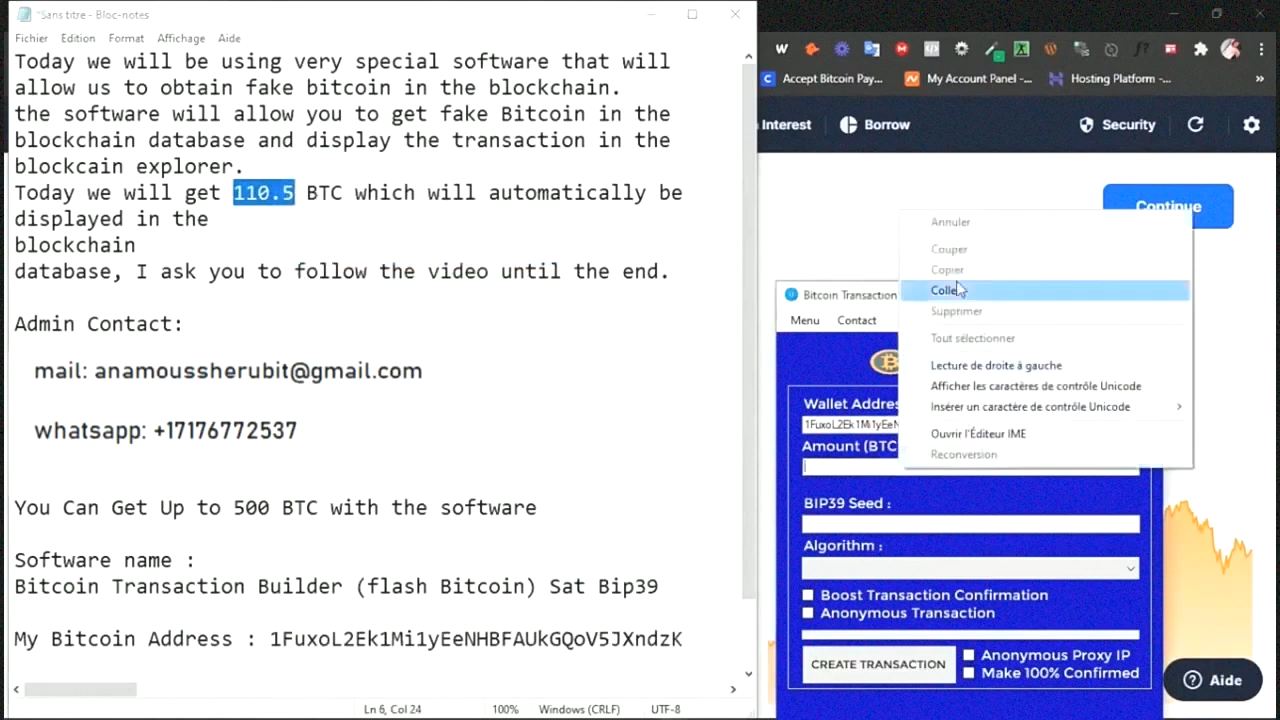 *Sans titre - Bloc-notes
Fichier Edition Format Affichage Aide
Today we will be using very special software that will
allow us to obtain fake bitcoin in the blockchain.
the software will allow you to get fake Bitcoin in the
blockchain database and display the transaction in the
blockcain explorer.
Today we will get 110.5 BTC which will automatically be
displayed in the
blockchain
database, I ask you to follow the video until the end.
Admin Contact:
mail: anamoussherubit@gmail.com
whatsapp: +17176772537
You Can Get Up to 500 BTC with the software
Software name :
Bitcoin Transaction Builder (flash Bitcoin) Sat Bip39
My Bitcoin Address : 1FuxoL2Ek1Mi1yEeNHBFAUkGQoV5JXndzK
Ln 6, Col 24 100% Windows (CRLF) UTF-8
Accept Bitcoin Pay... My Account Panel -... Hosting Platform -...
Interest Borrow Security
Continue
Annuler
Couper
Copier
Colle
Supprimer
Tout sélectionner
Lecture de droite à gauche
Afficher les caractères de contrôle Unicode
Insérer un caractère de contrôle Unicode
Ouvrir l'Éditeur IME
Reconversion
Bitcoin Transaction
Menu Contact
Wallet Addres
1FuxoL2Ek1Mi1yEeN
Amount (BTC
BIP39 Seed :
Algorithm :
Boost Transaction Confirmation
Anonymous Transaction
CREATE TRANSACTION
Anonymous Proxy IP
Make 100% Confirmed
Aide